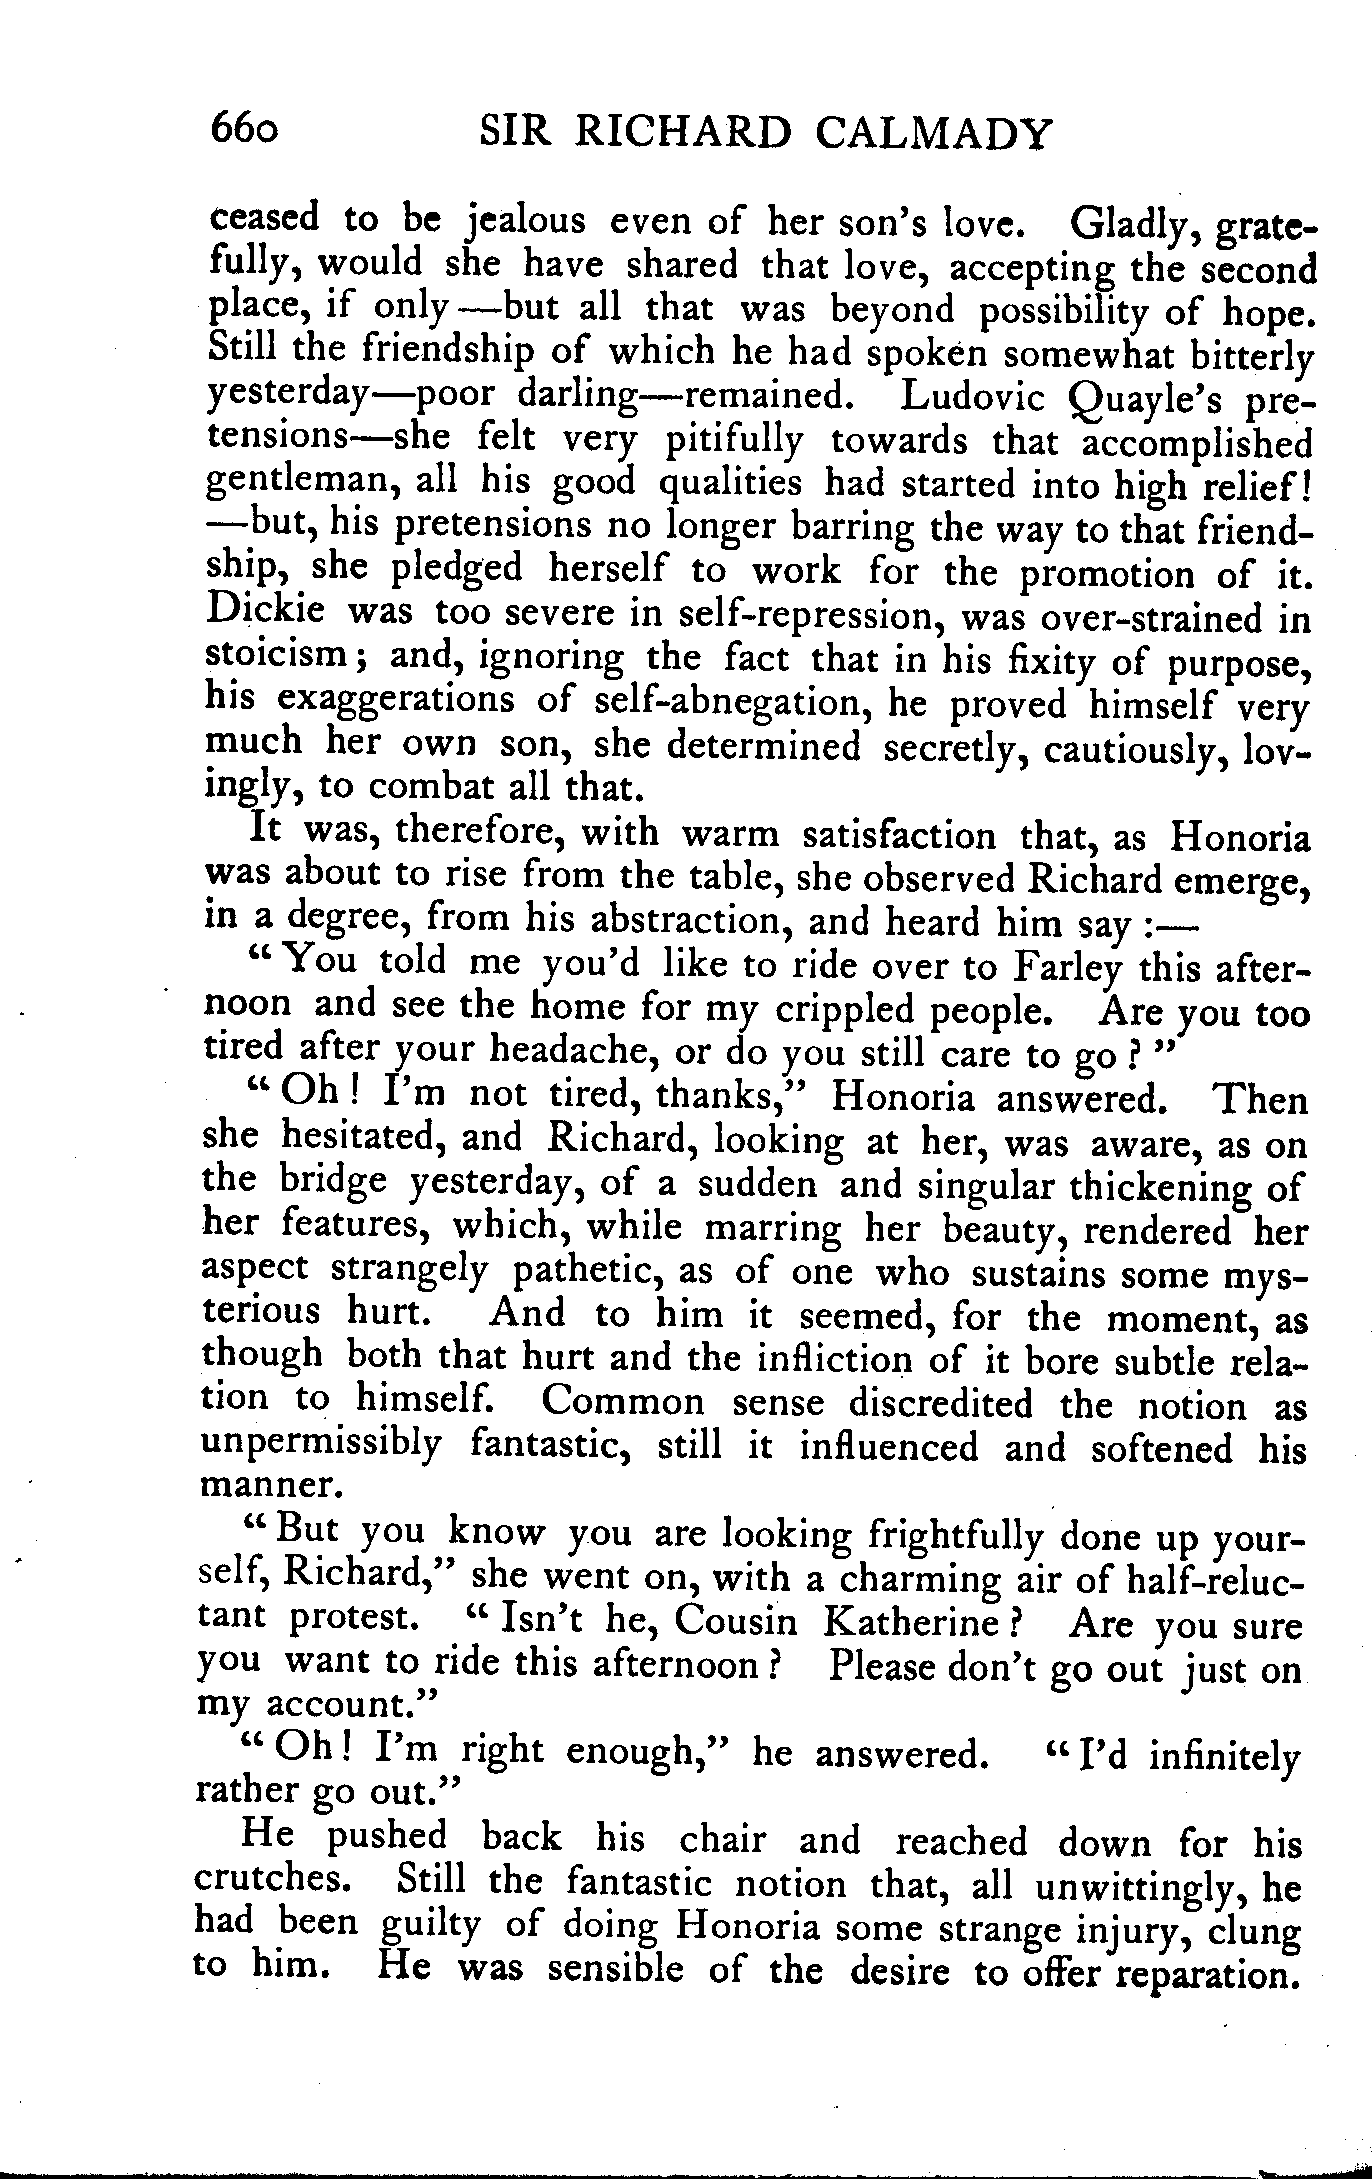 660 SIR RICHARD CALMADY
ceased to be jealous even of her son's love. Gladly, grate-
fully, would she have shared that love, accepting the second
place, if only—but all that was beyond possibility of hope.
Still the friendship of which he had spoken somewhat bitterly
yesterday—poor darling—remained. Ludovic Quayle's pre-
tensions—she felt very pitifully towards that accomplished
gentleman, all his good qualities had started into high relief!
—but, his pretensions no longer barring the way to that friend-
ship, she pledged herself to work for the promotion of it.
Dickie was too severe in self-repression, was over-strained in
stoicism; and, ignoring the fact that in his fixity of purpose,
his exaggerations of self-abnegation, he proved himself very
much her own son, she determined secretly, cautiously, lov-
ingly, to combat all that.
It was, therefore, with warm satisfaction that, as Honoria
was about to rise from the table, she observed Richard emerge,
in a degree, from his abstraction, and heard him say :—
"You told me you'd like to ride over to Farley this after-
noon and see the home for my crippled people. Are you too
tired after your headache, or do you still care to go?"
"Oh! I'm not tired, thanks," Honoria answered. Then
she hesitated, and Richard, looking at her, was aware, as on
the bridge yesterday, of a sudden and singular thickening of
her features, which, while marring her beauty, rendered her
aspect strangely pathetic, as of one who sustains some mys-
terious hurt. And to him it seemed, for the moment, as
though both that hurt and the infliction of it bore subtle rela-
tion to himself. Common sense discredited the notion as
unpermissibly fantastic, still it influenced and softened his
manner.
"But you know you are looking frightfully done up your-
self, Richard," she went on, with a charming air of half-reluc-
tant protest. "Isn't he, Cousin Katherine? Are you sure
you want to ride this afternoon? Please don't go out just on
my account."
"Oh! I'm right enough," he answered. "I'd infinitely
rather go out."
He pushed back his chair and reached down for his
crutches. Still the fantastic notion that, all unwittingly, he
had been guilty of doing Honoria some strange injury, clung
to him. He was sensible of the desire to offer reparation.